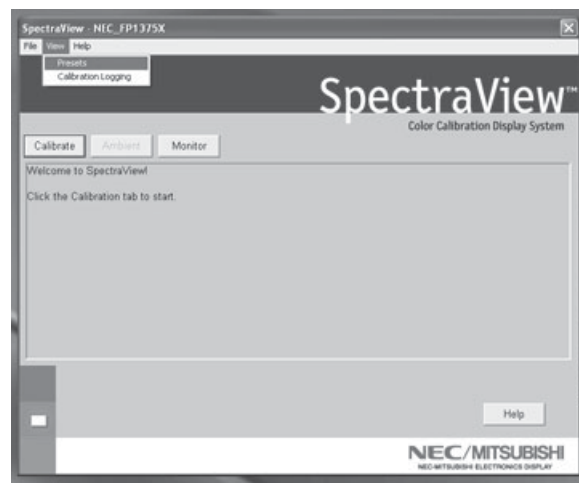 SpectraView - NEC_FP1375X
File View Help
Presets
Calibration Logging
SpectraView™
Color Calibration Display System
Calibrate Ambient Monitor
Welcome to SpectraView!
Click the Calibration tab to start.
Help
NEC/MITSUBISHI
NEC-MITSUBISHI ELECTRONICS DISPLAY